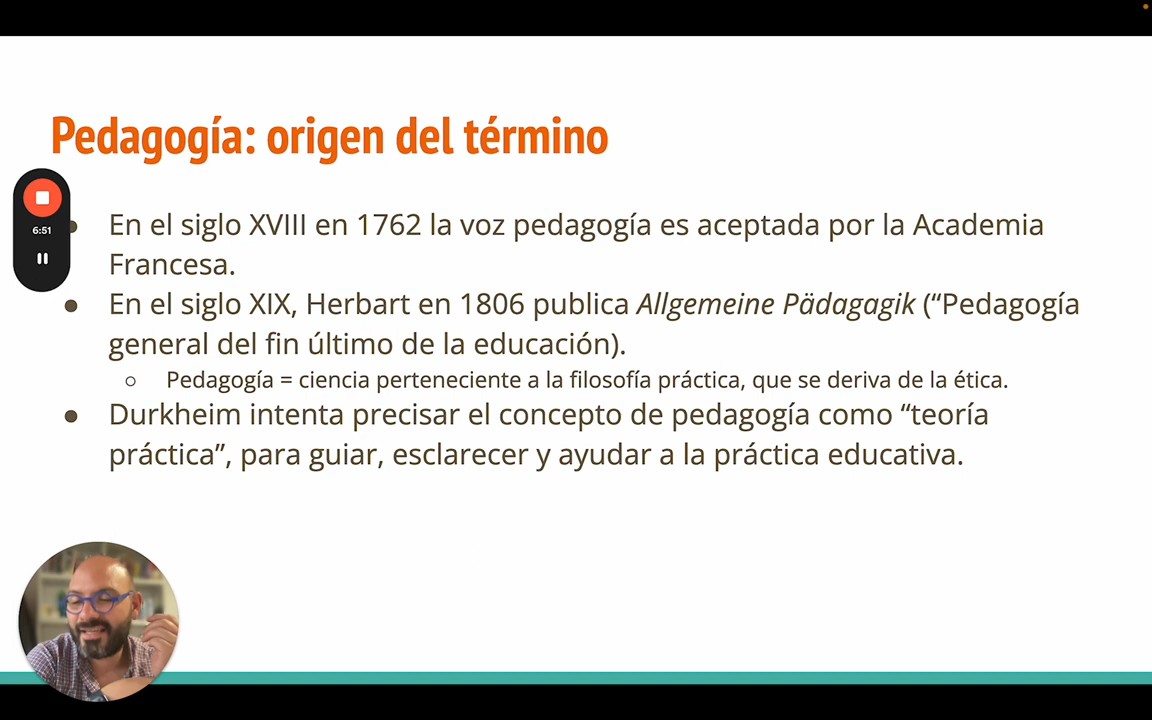 Pedagogía: origen del término
6:51
En el siglo XVIII en 1762 la voz pedagogía es aceptada por la Academia
Francesa.
En el siglo XIX, Herbart en 1806 publica Allgemeine Pädagagik (“Pedagogía
general del fin último de la educación).
Pedagogía = ciencia perteneciente a la filosofía práctica, que se deriva de la ética.
Durkheim intenta precisar el concepto de pedagogía como “teoría
práctica”, para guiar, esclarecer y ayudar a la práctica educativa.